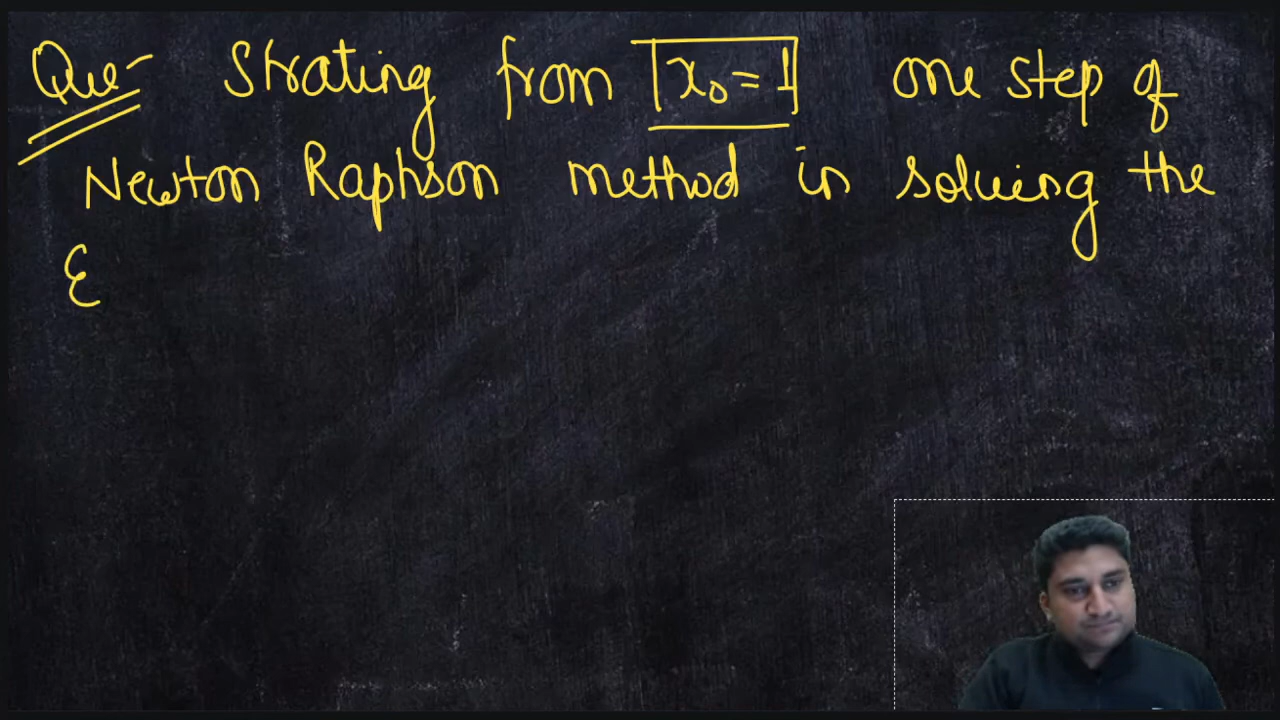 Que- Strating from x₀ = 1 one step of
Newton Raphson method in solving the
E